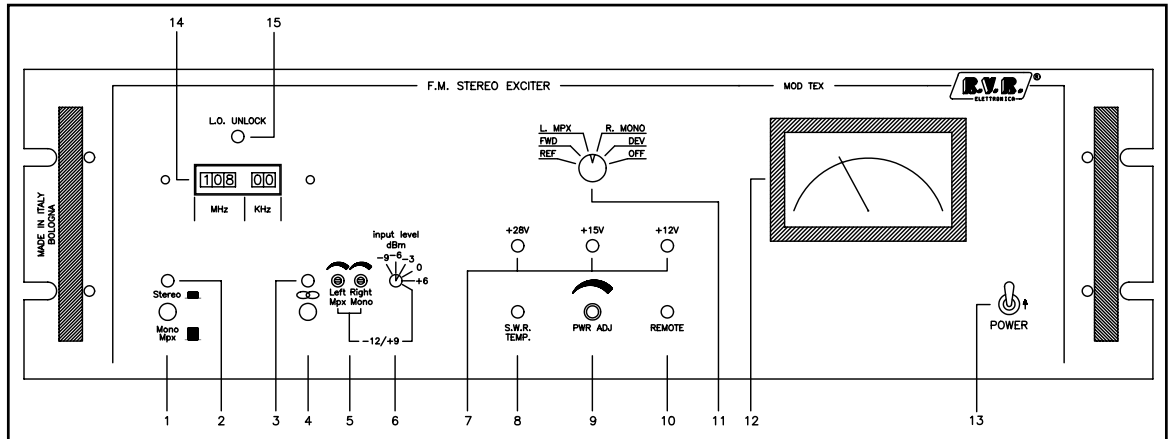 14
15
F.M. STEREO EXCITER
MOD TEX
R.V.R.®
ELETTRONICA
L.O. UNLOCK
L. MPX
R. MONO
FWD
DEV
REF
OFF
108 00
MHz
KHz
MADE IN ITALY
BOLOGNA
input level
dBm
-9 -6 -3 0 +6
+28V
+15V
+12V
Stereo
Mono
Mpx
Left Right
Mpx Mono
-12/+9
S.W.R.
TEMP.
PWR ADJ
REMOTE
POWER
1 2 3 4 5 6 7 8 9 10 11 12 13